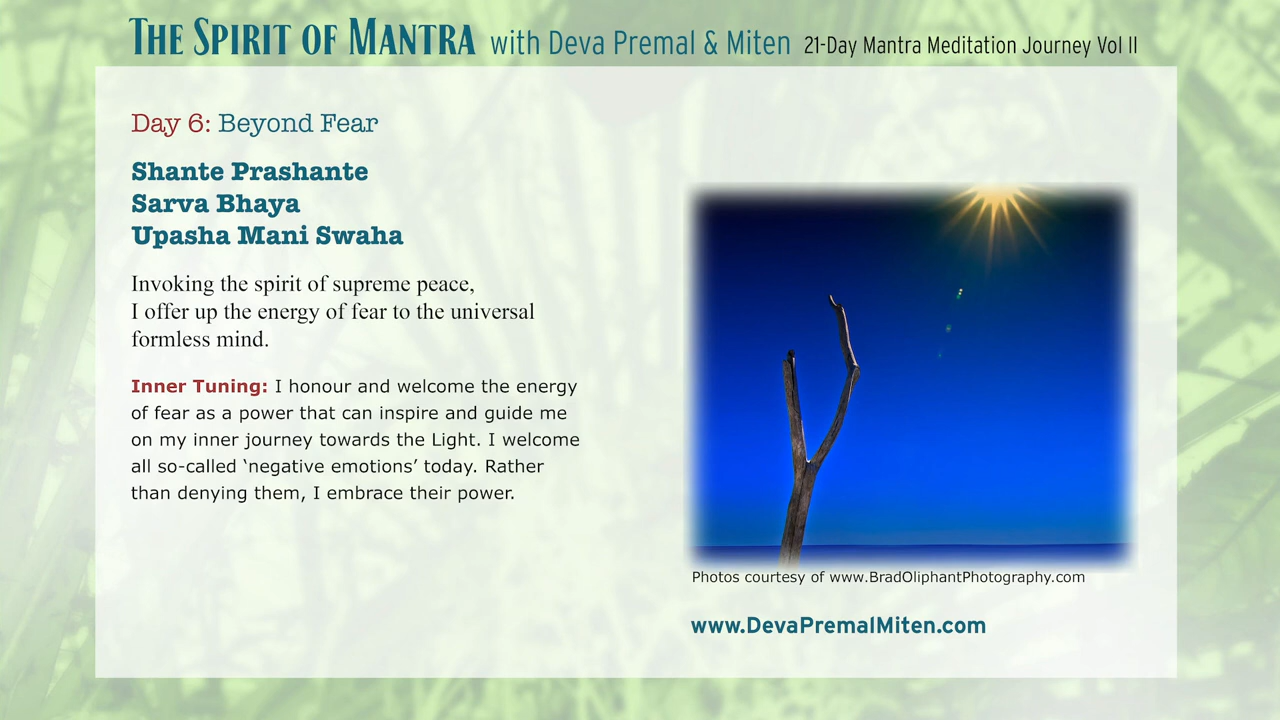 The Spirit of Mantra with Deva Premal & Miten 21-Day Mantra Meditation Journey Vol II
Day 6: Beyond Fear
Shante Prashante
Sarva Bhaya
Upasha Mani Swaha
Invoking the spirit of supreme peace,
I offer up the energy of fear to the universal
formless mind.
Inner Tuning: I honour and welcome the energy
of fear as a power that can inspire and guide me
on my inner journey towards the Light. I welcome
all so-called ‘negative emotions’ today. Rather
than denying them, I embrace their power.
Photos courtesy of www.BradOliphantPhotography.com
www.DevaPremalMiten.com